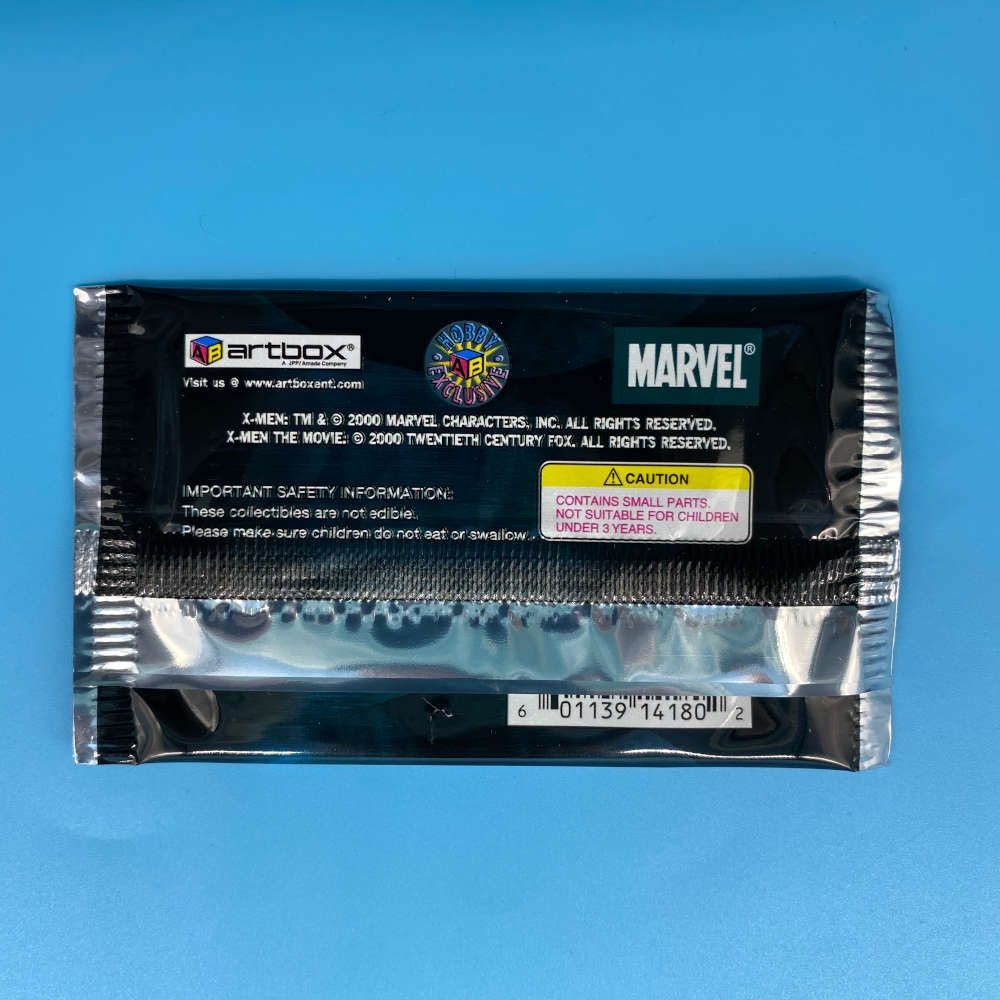 AB artbox®
A JPP/Amada Company
Visit us @ www.artboxent.com
HOBBY
AB
EXCLUSIVE
MARVEL®
X-MEN: TM & © 2000 MARVEL CHARACTERS, INC. ALL RIGHTS RESERVED.
X-MEN THE MOVIE: © 2000 TWENTIETH CENTURY FOX. ALL RIGHTS RESERVED.
IMPORTANT SAFETY INFORMATION:
These collectibles are not edible.
Please make sure children do not eat or swallow.
CAUTION
CONTAINS SMALL PARTS.
NOT SUITABLE FOR CHILDREN
UNDER 3 YEARS.
6 01139 14180 2